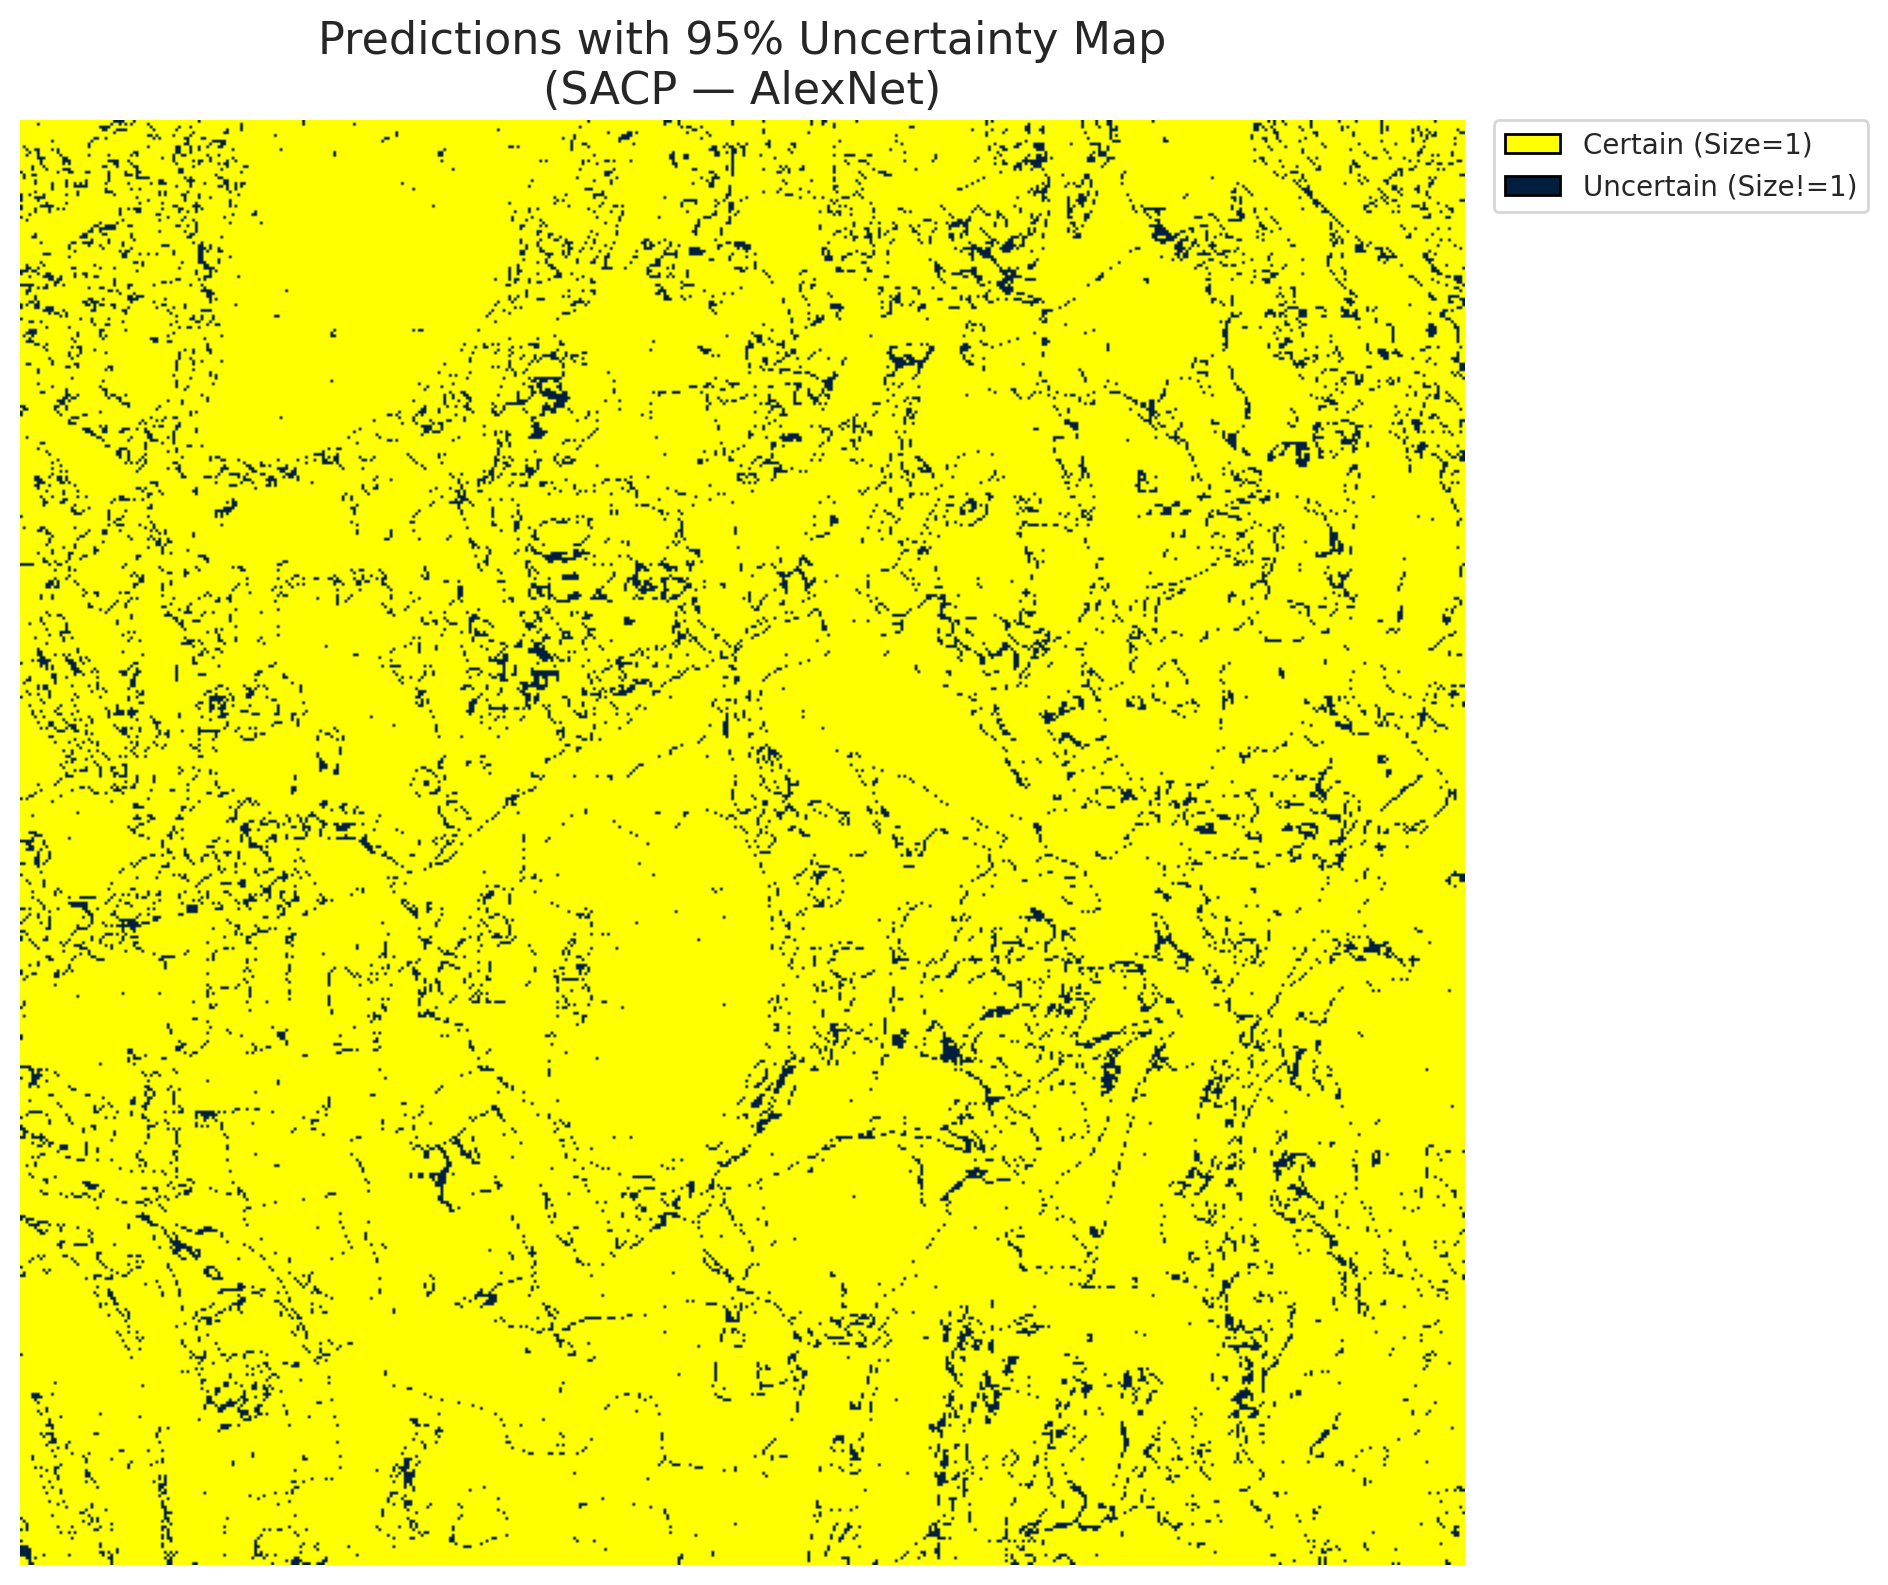 Predictions with 95% Uncertainty Map
(SACP — AlexNet)
Certain (Size=1)
Uncertain (Size!=1)